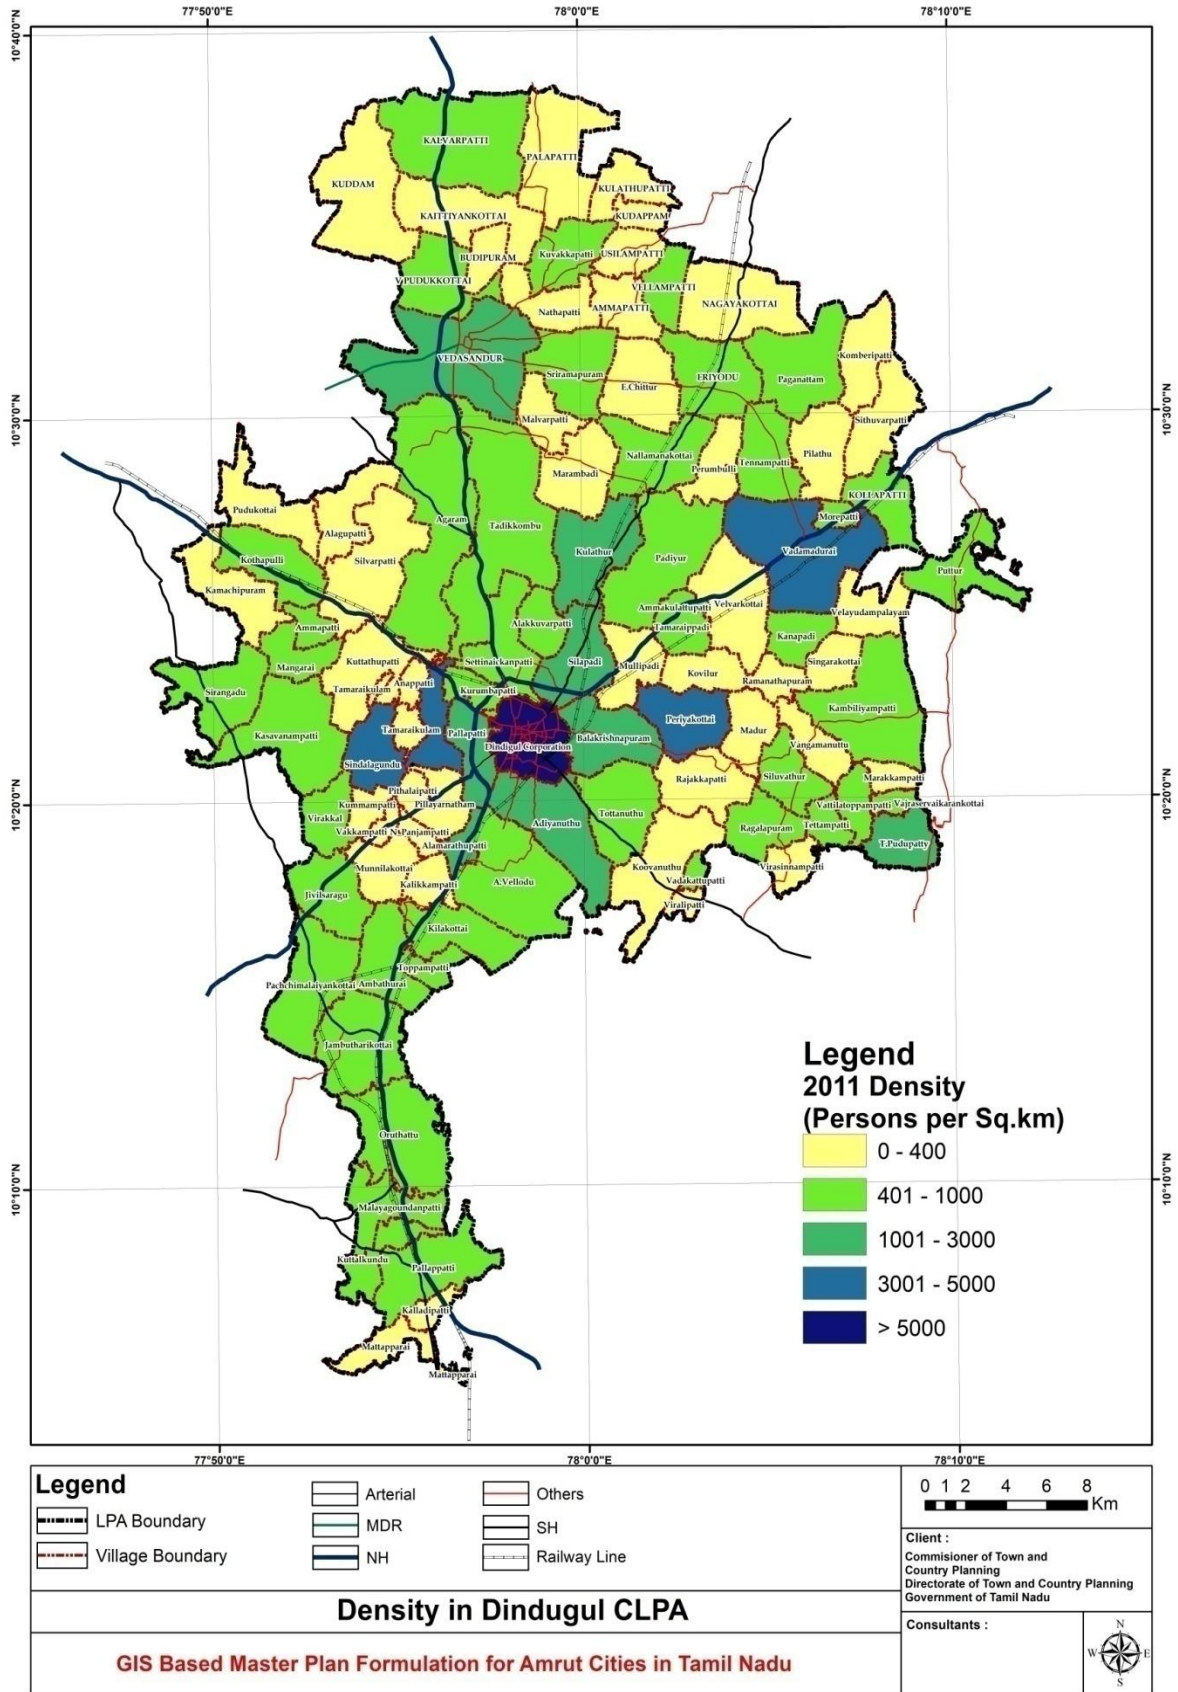 77°50'0"E
78°0'0"E
78°10'0"E
10°40'0"N
10°30'0"N
10°30'0"N
10°20'0"N
10°20'0"N
10°10'0"N
10°10'0"N
KALVARPATTI
PALAPATTI
KUDDAM
KULATHUPATTI
KAITTIYANKOTTAI
KUDAPPAM
BUDIPURAM
Kuvakkapatti
USILAMPATTI
V PUDUKKOTTAI
VELLAMPATTI
NAGAYAKOTTAI
Nathapatti
AMMAPATTI
VEDASANDUR
Komberipatti
Sriramapuram
E.Chittur
ERIYODU
Paganattam
Malvarpatti
Sithuvarpatti
Nallamanakottai
Pilathu
Marambadi
Perumbulli
Tennampatti
KOLLAPATTI
Pudukottai
Agaram
Tadikkombu
Morepatti
Alagupatti
Kulathur
Vadamadurai
Kothapulli
Silvarpatti
Padiyur
Puttur
Kamachipuram
Ammakulattupatti
Velvarkottai
Velayudampalayam
Ammapatti
Alakkuvarpatti
Tamaraippadi
Kanapadi
Kuttathupatti
Settinaickanpatti
Silapadi
Mullipadi
Singarakottai
Mangarai
Kovilur
Ramanathapuram
Sirangadu
Tamaraikulam
Anappatti
Kurumbapatti
Kambiliyampatti
Periyakottai
Kasavanampatti
Tamaraikulam
Pallapatti
Balakrishnapuram
Madur
Dindigul Corporation
Vangamanuttu
Sindalagundu
Rajakkapatti
Siluvathur
Marakkampatti
Pithalaipatti
Kummampatti
Pillayarnatham
Vattilatoppampatti
Vajraservaikarankottai
Virakkal
Adiyanuthu
Tottanuthu
Vakkampatti
N.Panjampatti
Ragalapuram
Tettampatti
Alamarathupatti
T.Pudupatty
Munnilakottai
Koovanuthu
Virasinnampatti
Kalikkampatti
A.Vellodu
Vadakattupatti
Jivilsaragu
Viralipatti
Kilakottai
Toppampatti
Pachchimalaiyankottai
Ambathurai
Jambutharikottai
Oruthattu
Malayagoundanpatti
Kuttalkundu
Pallappatti
Kalladipatti
Mattapparai
Mattapparai
Legend
2011 Density
(Persons per Sq.km)
0 - 400
401 - 1000
1001 - 3000
3001 - 5000
> 5000
77°50'0"E
78°0'0"E
78°10'0"E
Legend
LPA Boundary
Village Boundary
Arterial
MDR
NH
Others
SH
Railway Line
0 1 2 4 6 8
Km
Client :
Commisioner of Town and
Country Planning
Directorate of Town and Country Planning
Government of Tamil Nadu
Density in Dindugul CLPA
GIS Based Master Plan Formulation for Amrut Cities in Tamil Nadu
Consultants :
N
W E
S